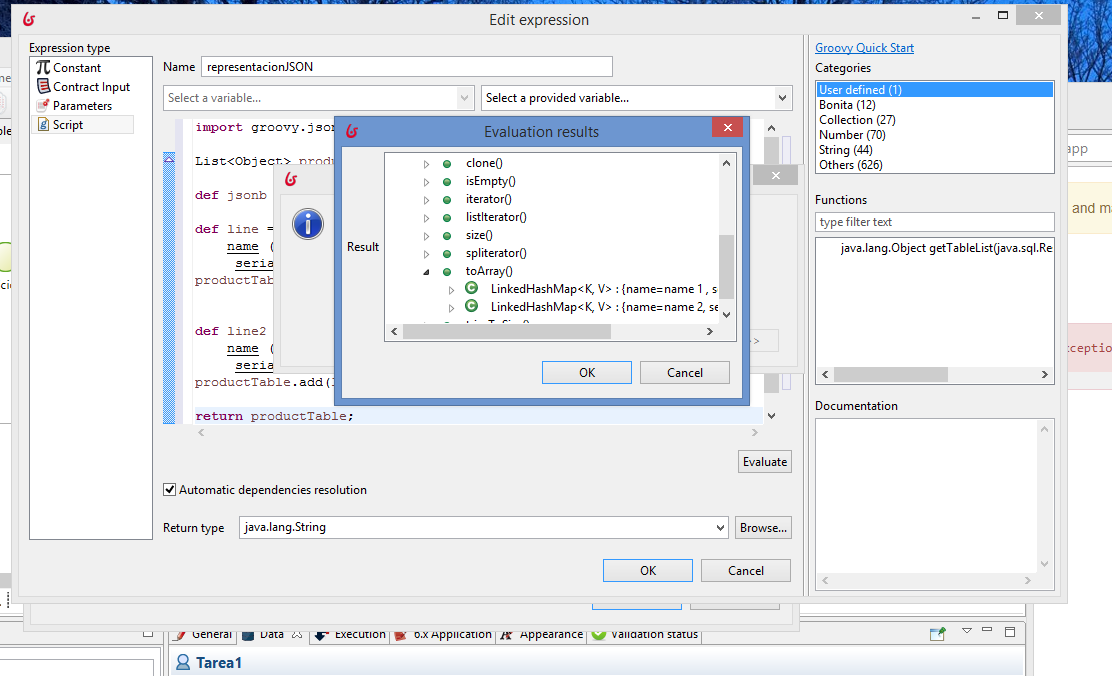 Edit expression
Expression type
Constant
Contract Input
Parameters
Script
Name representacionJSON
Select a variable...
Select a provided variable...
import groovy.json
List<Object> produ
def jsonb
def line =
name (
seria
productTab
def line2
name (
seria
productTable.add(
return productTable;
Evaluation results
Result
clone()
isEmpty()
iterator()
listIterator()
size()
spliterator()
toArray()
LinkedHashMap<K, V> : {name=name 1 , s
LinkedHashMap<K, V> : {name=name 2, se
OK
Cancel
>
Evaluate
Automatic dependencies resolution
Return type java.lang.String
Browse...
OK
Cancel
Groovy Quick Start
Categories
User defined (1)
Bonita (12)
Collection (27)
Number (70)
String (44)
Others (626)
Functions
type filter text
java.lang.Object getTableList(java.sql.Re
Documentation
app
and ma
ceptio
General
Data
Execution
6.x Application
Appearance
Validation status
Tarea1